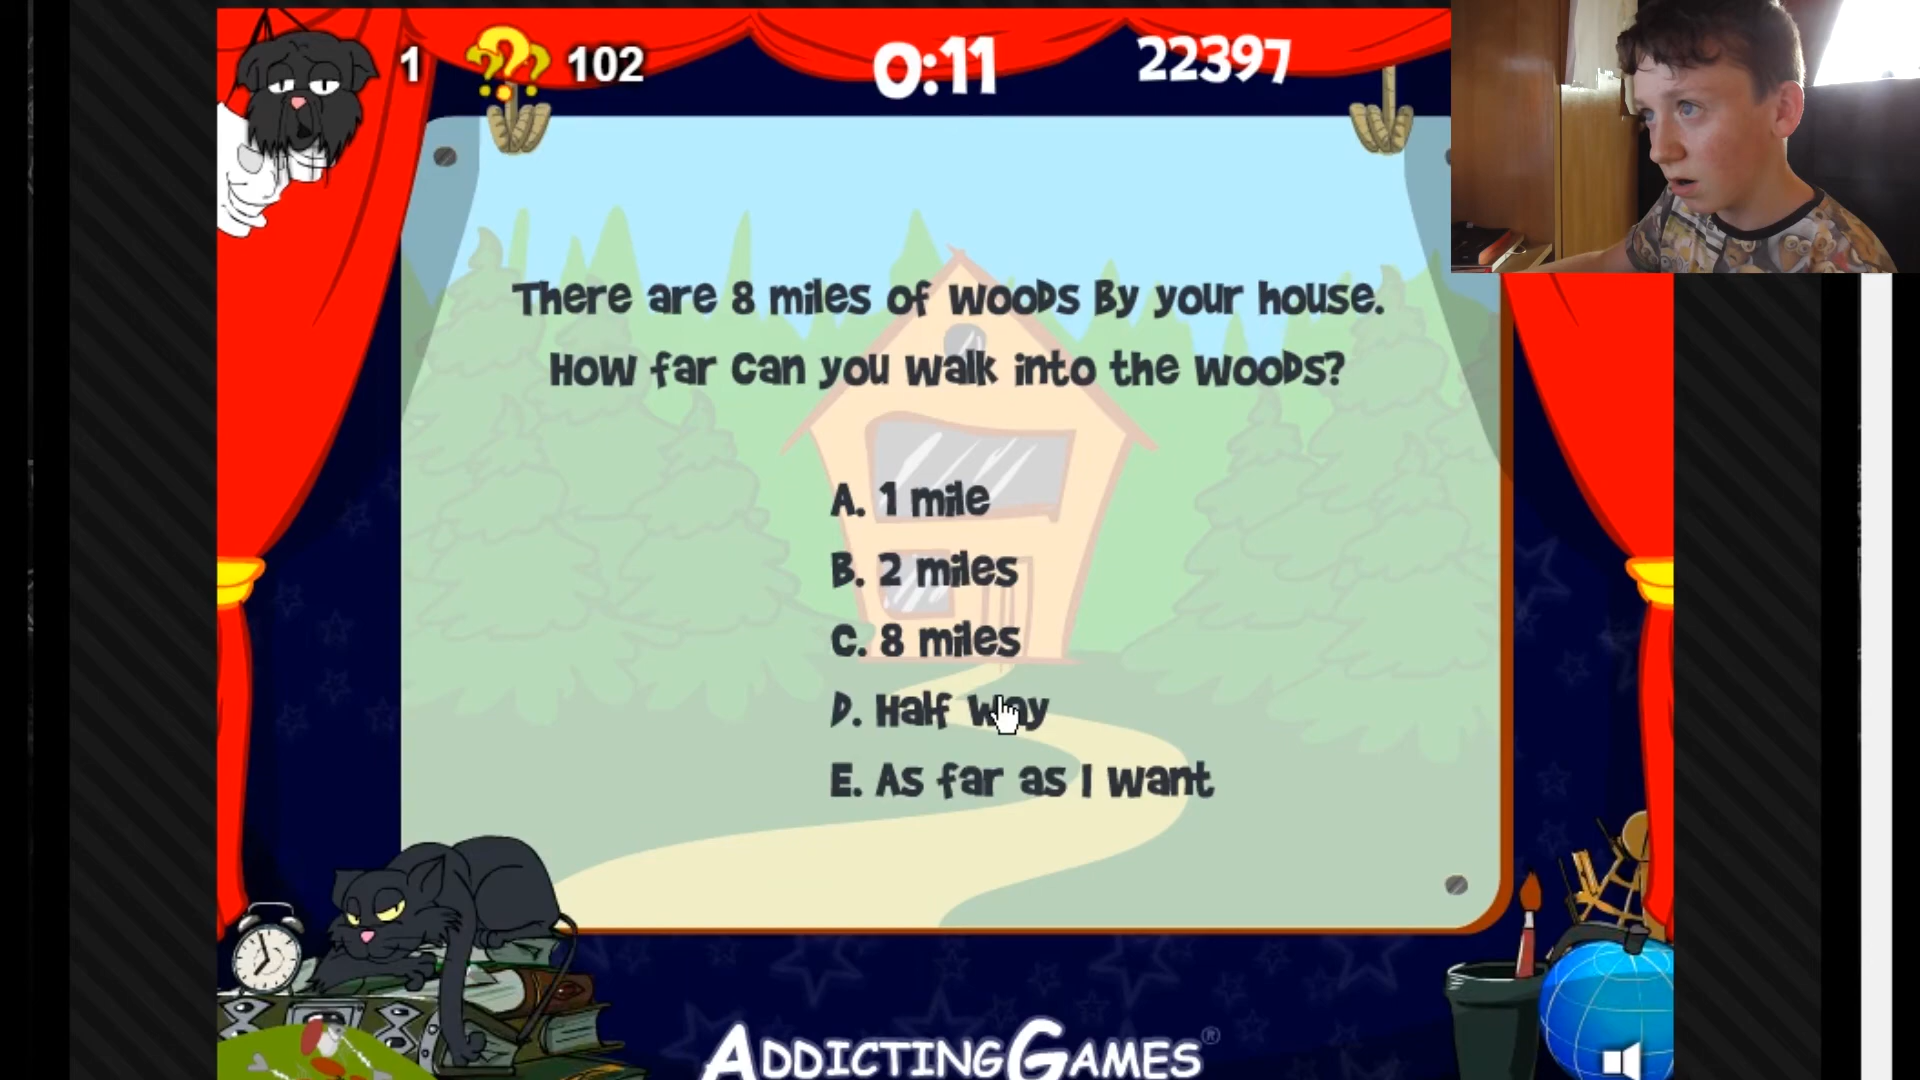 1 102 0:11 22397
There are 8 miles of woods By your house.
How far can you walk into the woods?
A. 1 mile
B. 2 miles
C. 8 miles
D. Half way
E. As far as I want
ADDICTINGGAMES®